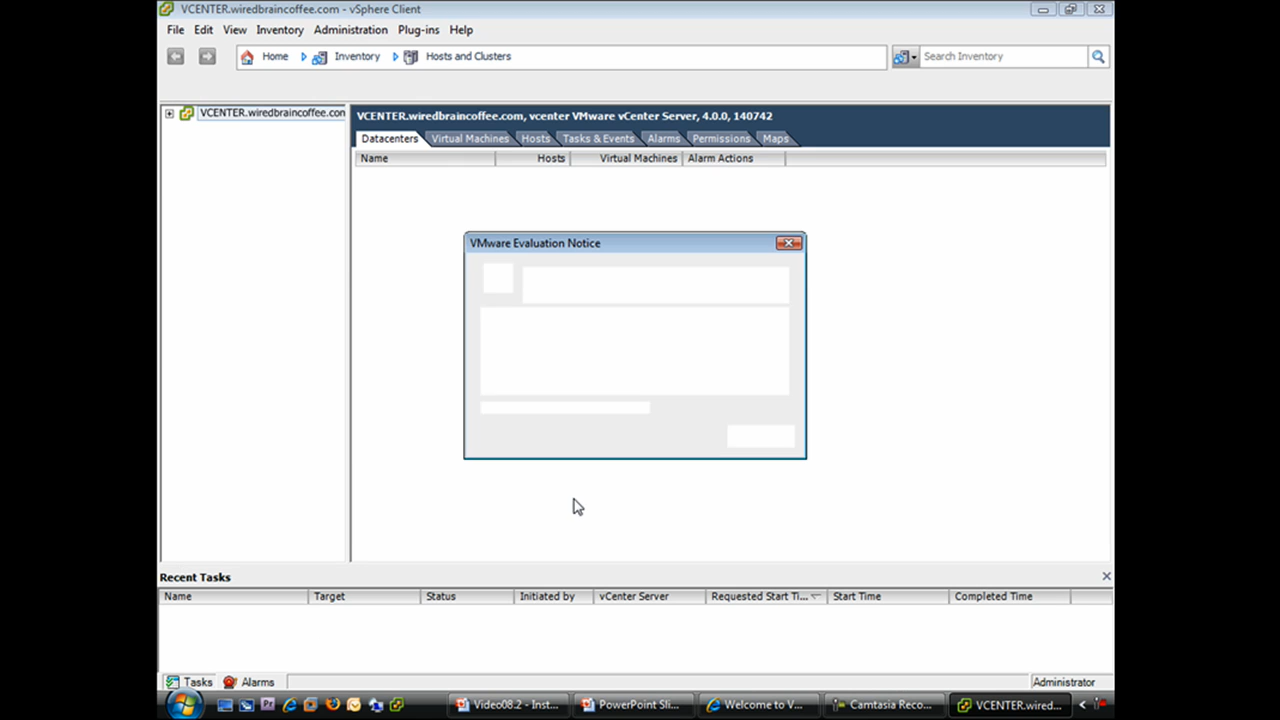 VCENTER.wiredbraincoffee.com - vSphere Client
File Edit View Inventory Administration Plug-ins Help
Home Inventory Hosts and Clusters Search Inventory
VCENTER.wiredbraincoffee.com
VCENTER.wiredbraincoffee.com, vcenter VMware vCenter Server, 4.0.0, 140742
Datacenters Virtual Machines Hosts Tasks & Events Alarms Permissions Maps
Name Hosts Virtual Machines Alarm Actions
VMware Evaluation Notice
Recent Tasks
Name Target Status Initiated by vCenter Server Requested Start Ti... Start Time Completed Time
Tasks Alarms Administrator
Video08.2 - Inst... PowerPoint Sli... Welcome to V... Camtasia Reco... VCENTER.wired...